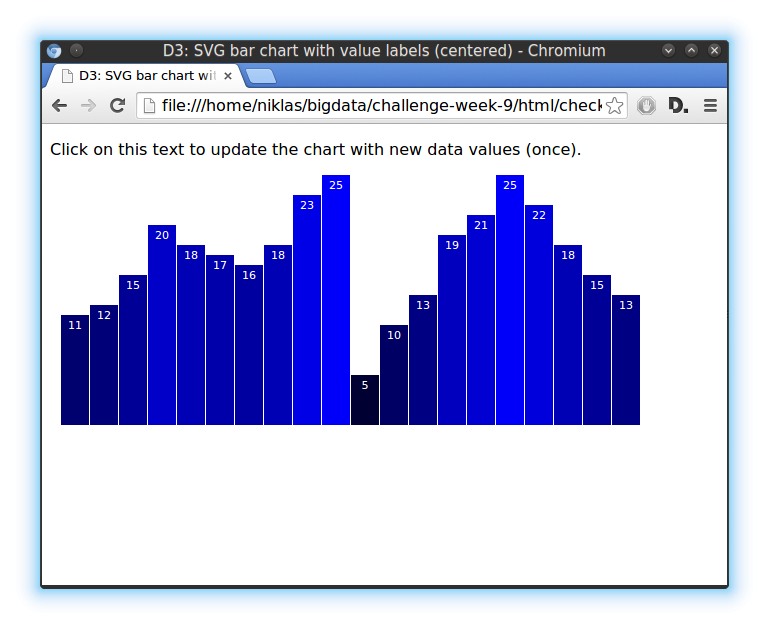 D3: SVG bar chart with value labels (centered) - Chromium
D3: SVG bar chart wit
file:///home/niklas/bigdata/challenge-week-9/html/check
D.
Click on this text to update the chart with new data values (once).
11 12 15 20 18 17 16 18 23 25 5 10 13 19 21 25 22 18 15 13